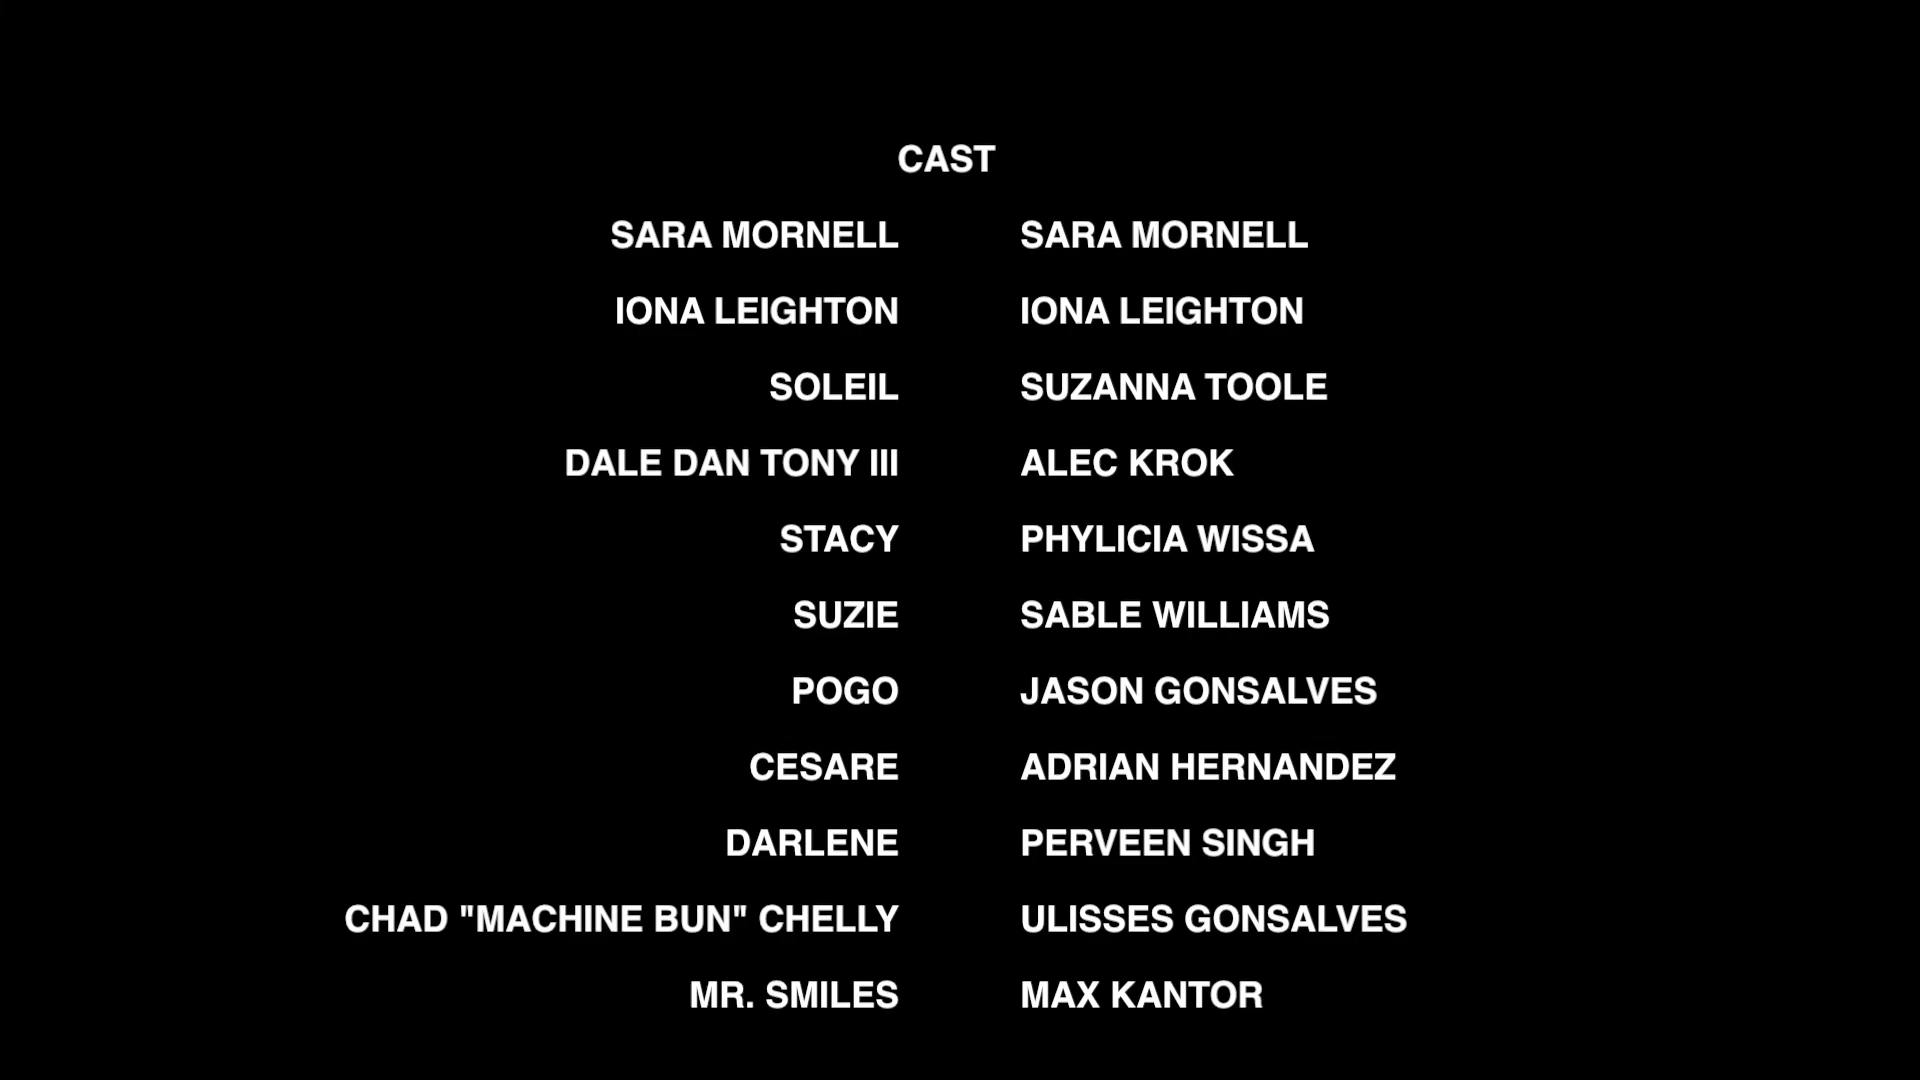 CAST
SARA MORNELL SARA MORNELL
IONA LEIGHTON IONA LEIGHTON
SOLEIL SUZANNA TOOLE
DALE DAN TONY III ALEC KROK
STACY PHYLICIA WISSA
SUZIE SABLE WILLIAMS
POGO JASON GONSALVES
CESARE ADRIAN HERNANDEZ
DARLENE PERVEEN SINGH
CHAD "MACHINE BUN" CHELLY ULISSES GONSALVES
MR. SMILES MAX KANTOR